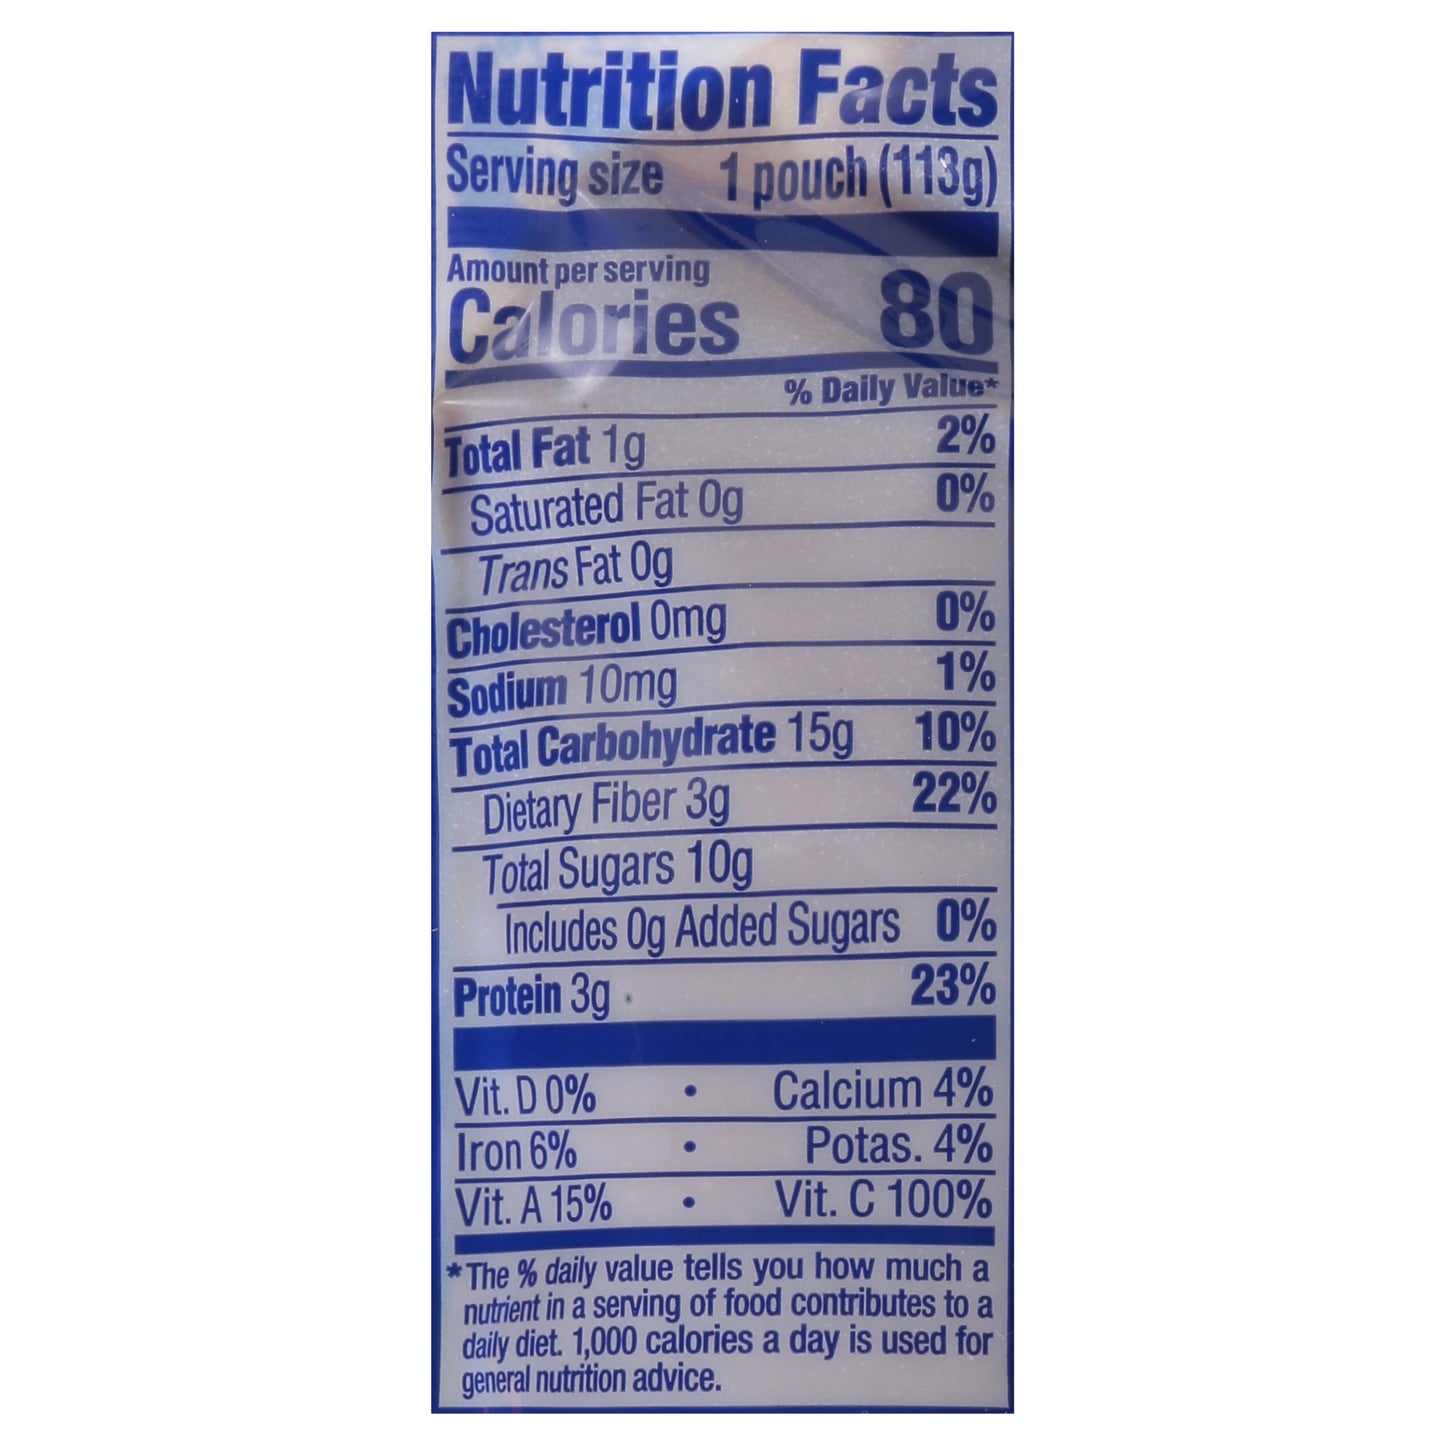 Nutrition Facts
Serving size 1 pouch (113g)
Amount per serving
Calories 80
% Daily Value*
Total Fat 1g 2%
Saturated Fat 0g 0%
Trans Fat 0g
Cholesterol 0mg 0%
Sodium 10mg 1%
Total Carbohydrate 15g 10%
Dietary Fiber 3g 22%
Total Sugars 10g
Includes 0g Added Sugars 0%
Protein 3g 23%
Vit. D 0% • Calcium 4%
Iron 6% • Potas. 4%
Vit. A 15% • Vit. C 100%
*The % daily value tells you how much a
nutrient in a serving of food contributes to a
daily diet. 1,000 calories a day is used for
general nutrition advice.